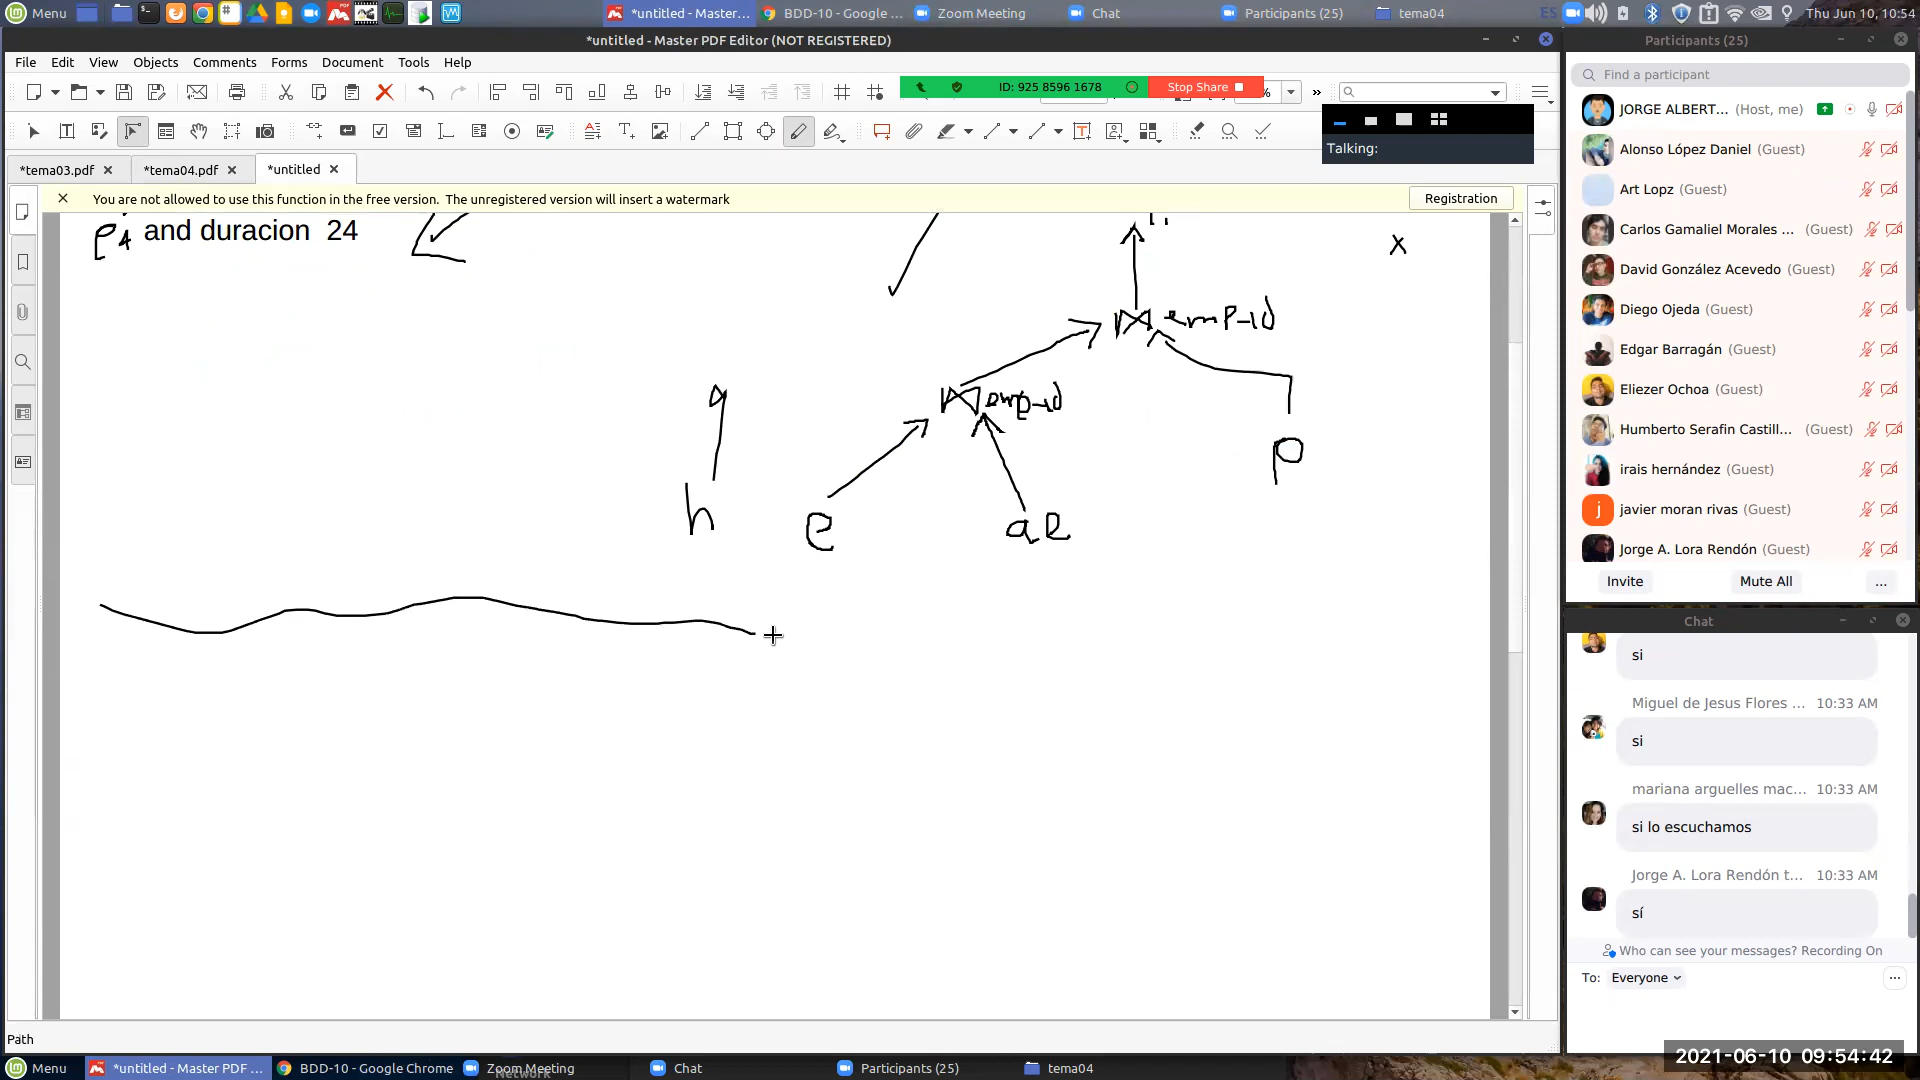 Menu
*untitled - Master...
BDD-10 - Google ...
Zoom Meeting
Chat
Participants (25)
tema04
ES
Thu Jun 10, 10:54
*untitled - Master PDF Editor (NOT REGISTERED)
File Edit View Objects Comments Forms Document Tools Help
ID: 925 8596 1678
Stop Share
%
»
Talking:
*tema03.pdf
*tema04.pdf
*untitled
You are not allowed to use this function in the free version. The unregistered version will insert a watermark
Registration
P4 and duracion 24
x
⋈ emp-id
⋈ emp-id
p
h
e
ae
Path
Participants (25)
Find a participant
JORGE ALBERT... (Host, me)
Alonso López Daniel (Guest)
Art Lopz (Guest)
Carlos Gamaliel Morales ... (Guest)
David González Acevedo (Guest)
Diego Ojeda (Guest)
Edgar Barragán (Guest)
Eliezer Ochoa (Guest)
Humberto Serafin Castill... (Guest)
irais hernández (Guest)
j
javier moran rivas (Guest)
Jorge A. Lora Rendón (Guest)
Invite
Mute All
...
Chat
si
Miguel de Jesus Flores ... 10:33 AM
si
mariana arguelles mac... 10:33 AM
si lo escuchamos
Jorge A. Lora Rendón t... 10:33 AM
sí
Who can see your messages? Recording On
To: Everyone
...
Menu
*untitled - Master PDF ...
BDD-10 - Google Chrome
Zoom Meeting
Network
Chat
Participants (25)
tema04
2021-06-10 09:54:42